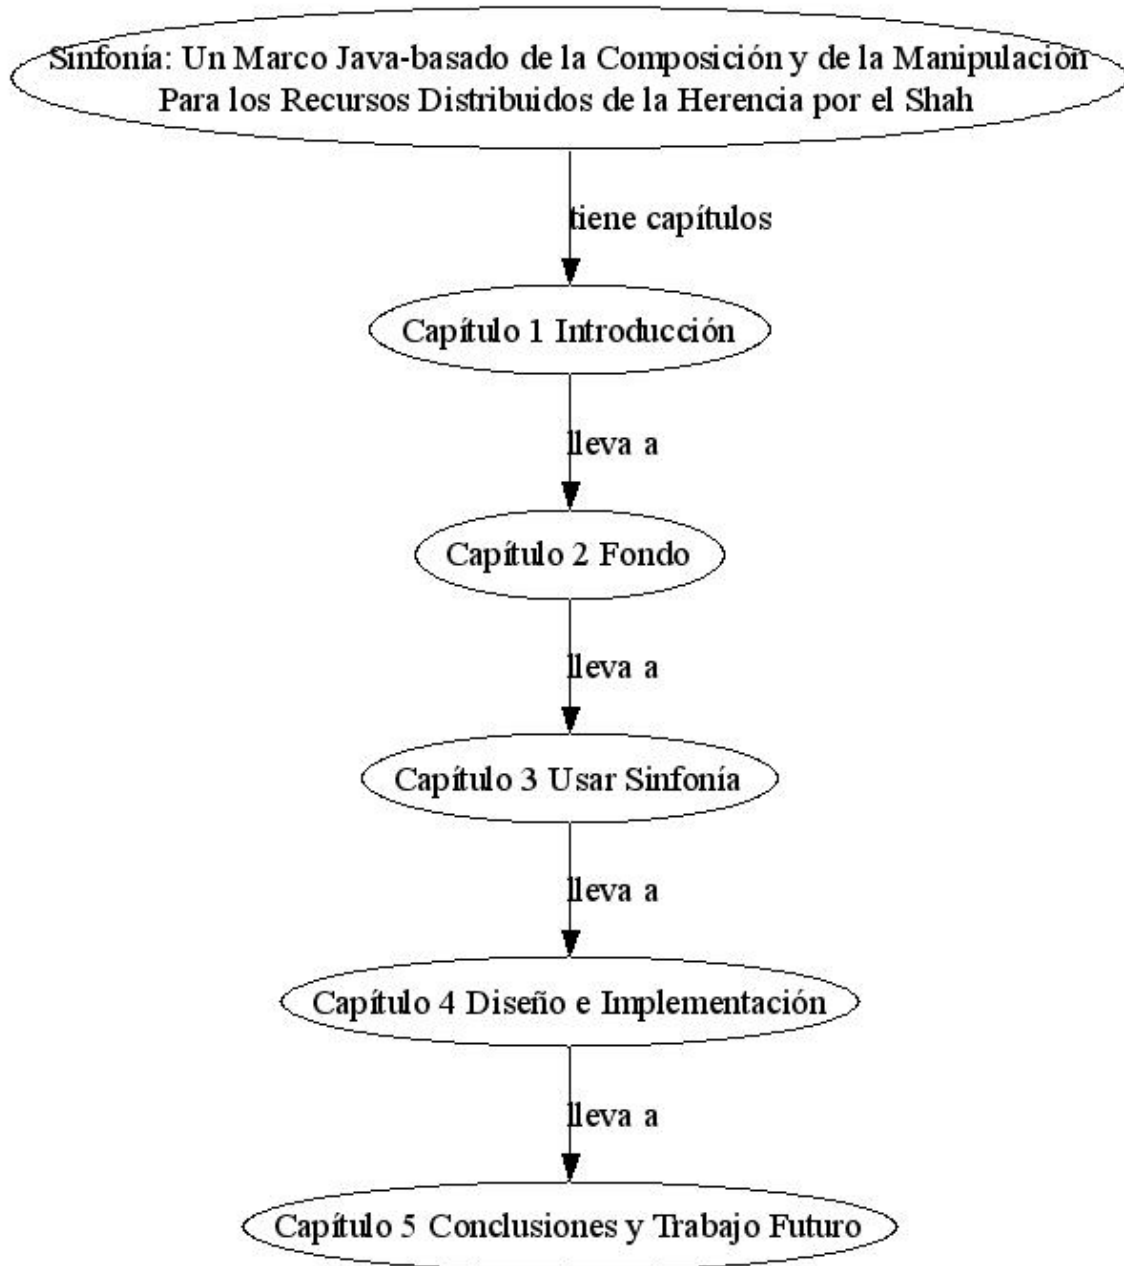 Sinfonía: Un Marco Java-basado de la Composición y de la Manipulación
Para los Recursos Distribuidos de la Herencia por el Shah
tiene capítulos
Capítulo 1 Introducción
lleva a
Capítulo 2 Fondo
lleva a
Capítulo 3 Usar Sinfonía
lleva a
Capítulo 4 Diseño e Implementación
lleva a
Capítulo 5 Conclusiones y Trabajo Futuro